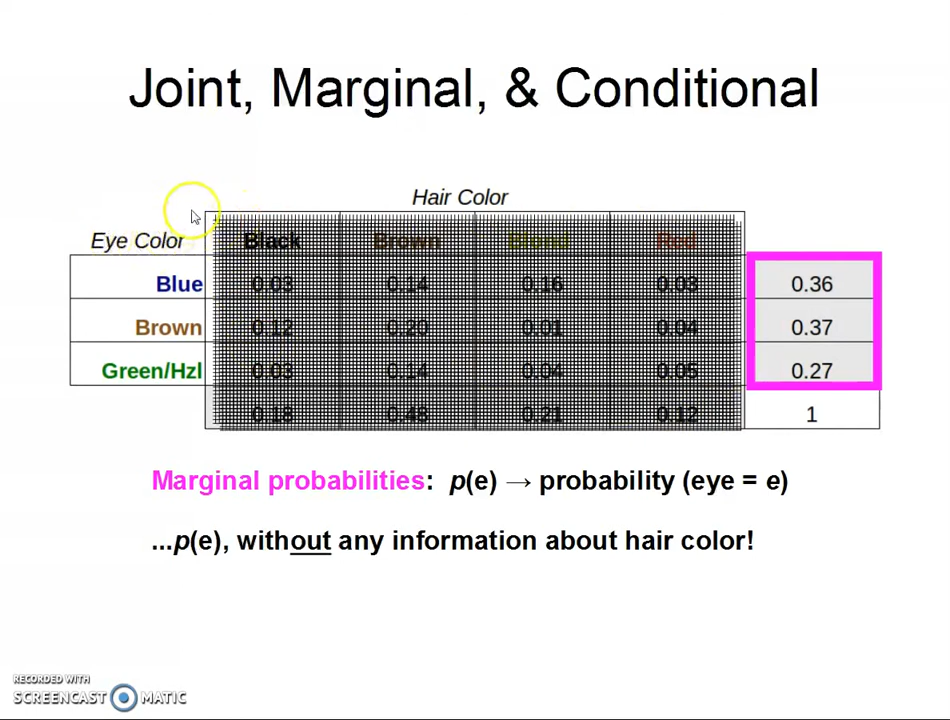 Joint, Marginal, & Conditional
Hair Color
Eye Color Black Brown Blond Red
Blue 0.03 0.14 0.16 0.03 0.36
Brown 0.12 0.20 0.01 0.04 0.37
Green/Hzl 0.03 0.14 0.04 0.05 0.27
0.18 0.48 0.21 0.12 1
Marginal probabilities: p(e) → probability (eye = e)
...p(e), without any information about hair color!
RECORDED WITH
SCREENCAST MATIC